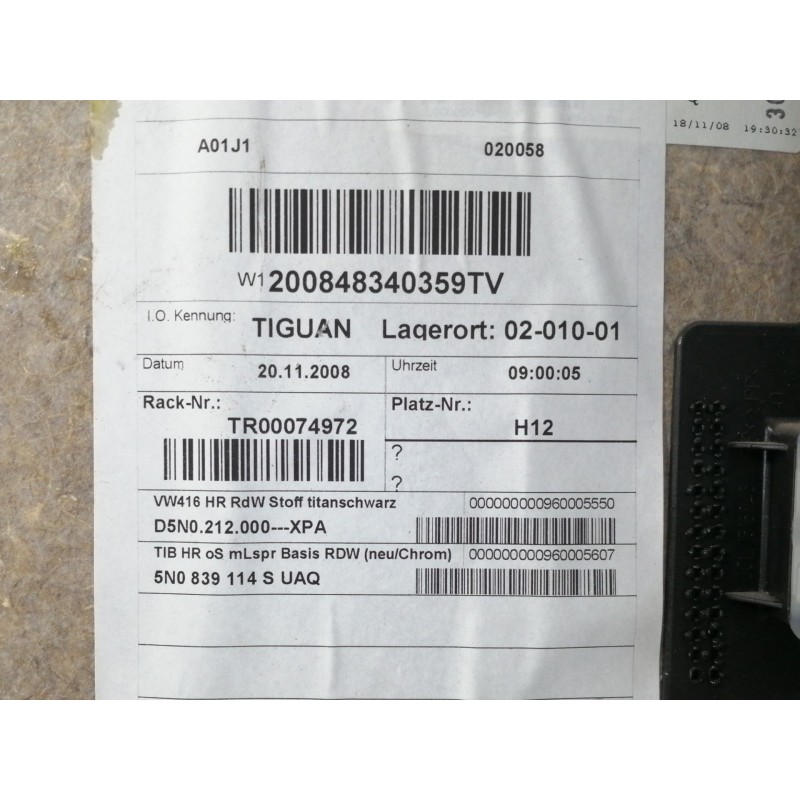 18/11/08 19:30:32
A01J1 020058
W1 200848340359TV
I.O. Kennung: TIGUAN Lagerort: 02-010-01
Datum 20.11.2008 Uhrzeit 09:00:05
Rack-Nr.: TR00074972 Platz-Nr.: H12
?
?
VW416 HR RdW Stoff titanschwarz 000000000960005550
D5N0.212.000---XPA
TIB HR oS mLspr Basis RDW (neu/Chrom) 000000000960005607
5N0 839 114 S UAQ